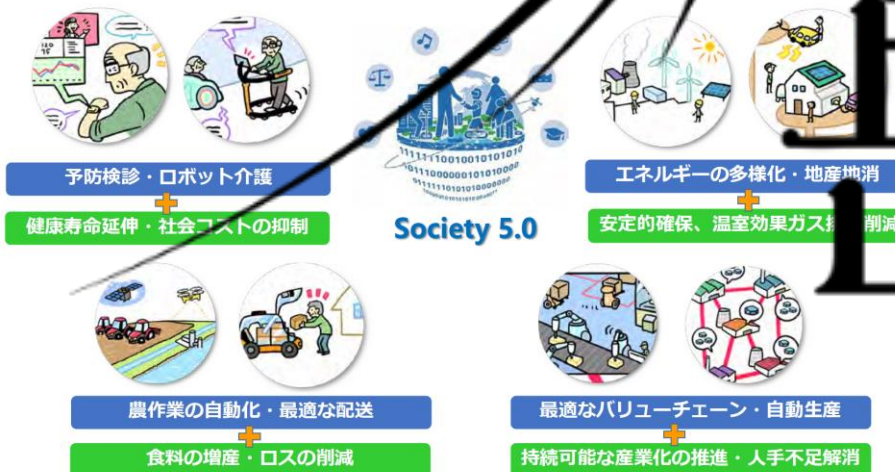 予防検診・ロボット介護
健康寿命延伸・社会コストの抑制
Society 5.0
エネルギーの多様化・地産地消
安定的確保、温室効果ガス 削減
農作業の自動化・最適な配送
食料の増産・ロスの削減
最適なバリューチェーン・自動生産
持続可能な産業化の推進・人手不足解消